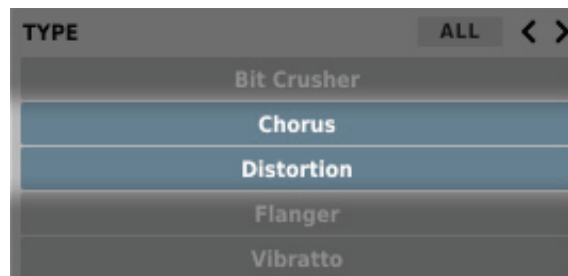 TYPE ALL
Bit Crusher
Chorus
Distortion
Flanger
Vibratto